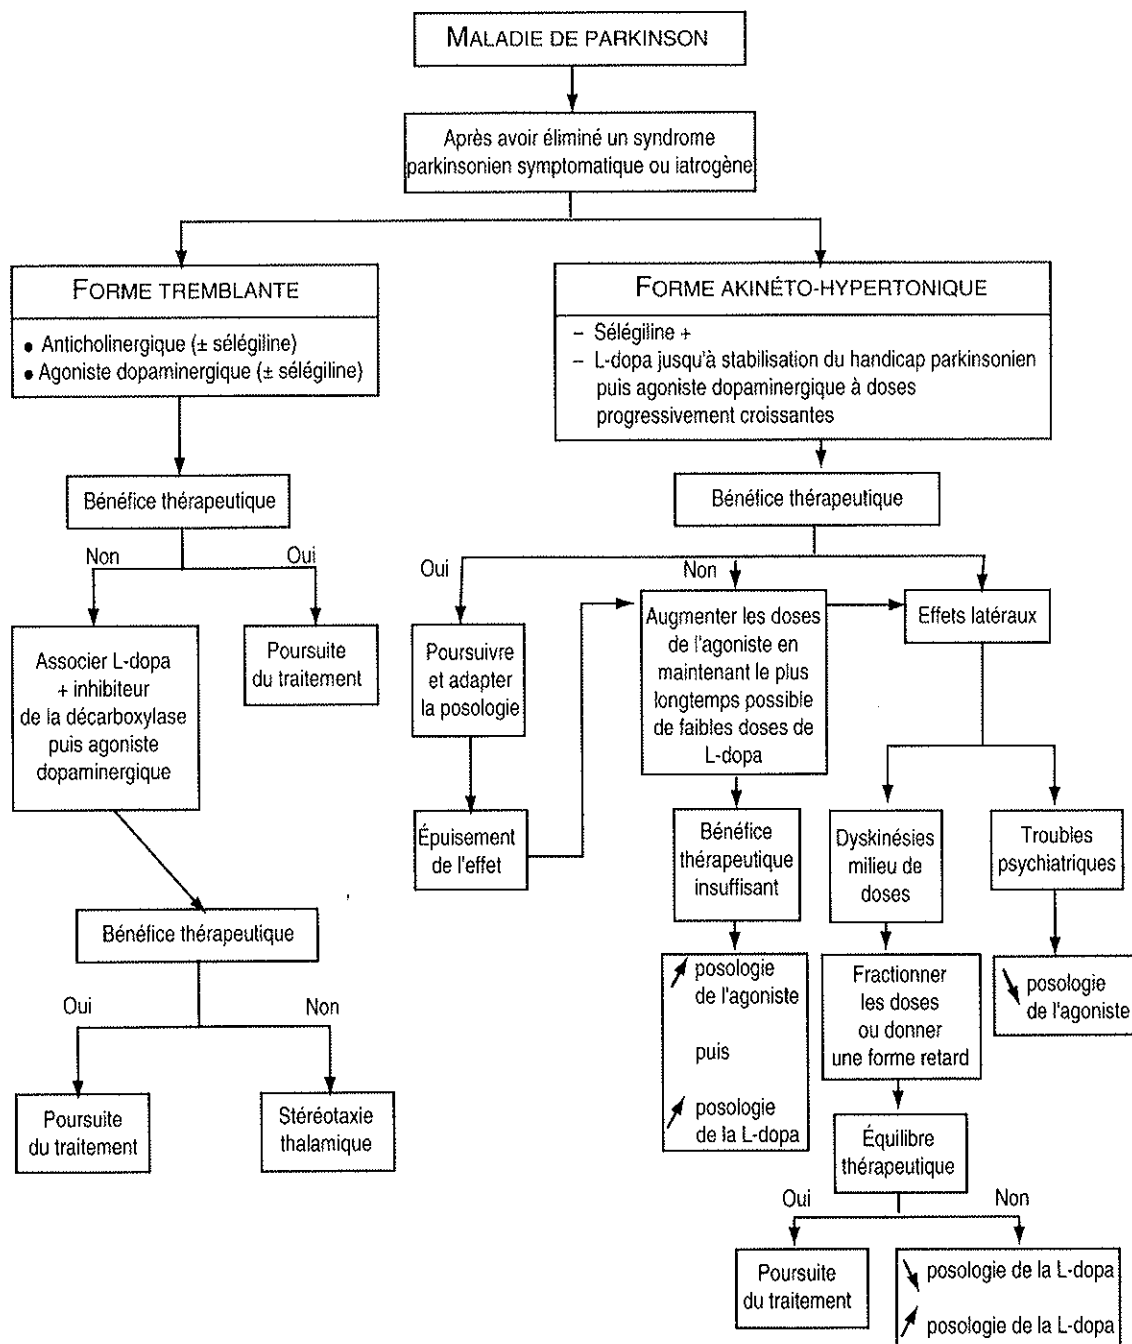 MALADIE DE PARKINSON
Après avoir éliminé un syndrome
parkinsonien symptomatique ou iatrogène
FORME TREMBLANTE
● Anticholinergique (± sélégiline)
● Agoniste dopaminergique (± sélégiline)
Bénéfice thérapeutique
Non
Oui
Associer L-dopa
+ inhibiteur
de la décarboxylase
puis agoniste
dopaminergique
Poursuite
du traitement
Bénéfice thérapeutique
Oui
Non
Poursuite
du traitement
Stéréotaxie
thalamique
FORME AKINÉTO-HYPERTONIQUE
– Sélégiline +
– L-dopa jusqu'à stabilisation du handicap parkinsonien
puis agoniste dopaminergique à doses
progressivement croissantes
Bénéfice thérapeutique
Oui
Non
Poursuivre
et adapter
la posologie
Épuisement
de l'effet
Augmenter les doses
de l'agoniste en
maintenant le plus
longtemps possible
de faibles doses de
L-dopa
Effets latéraux
Bénéfice
thérapeutique
insuffisant
↗ posologie
de l'agoniste
puis
↗ posologie
de la L-dopa
Dyskinésies
milieu de
doses
Fractionner
les doses
ou donner
une forme retard
Troubles
psychiatriques
↘ posologie
de l'agoniste
Équilibre
thérapeutique
Oui
Non
Poursuite
du traitement
↘ posologie de la L-dopa
↗ posologie de la L-dopa